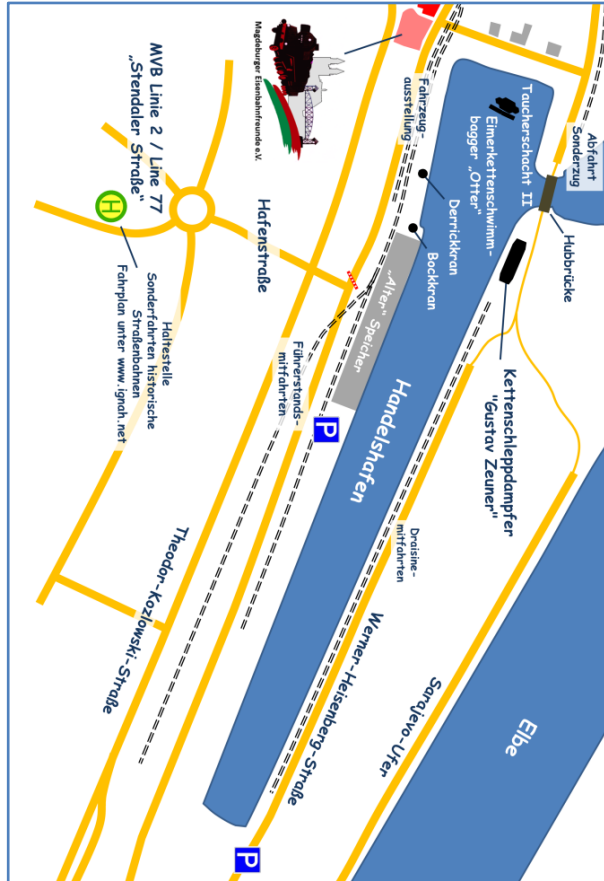 Abfahrt
Sonderzug
Hubbrücke
Taucherschacht II
Eimerkettenschwimm-
bagger „Otter“
Kettenschleppdampfer
"Gustav Zeuner"
Fahrzeug-
ausstellung
Derrickkran
Bockkran
„Alter“ Speicher
Handelshafen
Draisine-
mitfahrten
Werner-Heisenberg-Straße
Sarajevo-Ufer
Elbe
Magdeburger Eisenbahnfreunde e.V.
Hafenstraße
Führerstands-
mitfahrten
P
P
MVB Linie 2 / Line 77
„Stendaler Straße“
H
Haltestelle
Sonderfahrten historische
Straßenbahnen
Fahrplan unter www.ignah.net
Theodor-Kozlowski-Straße